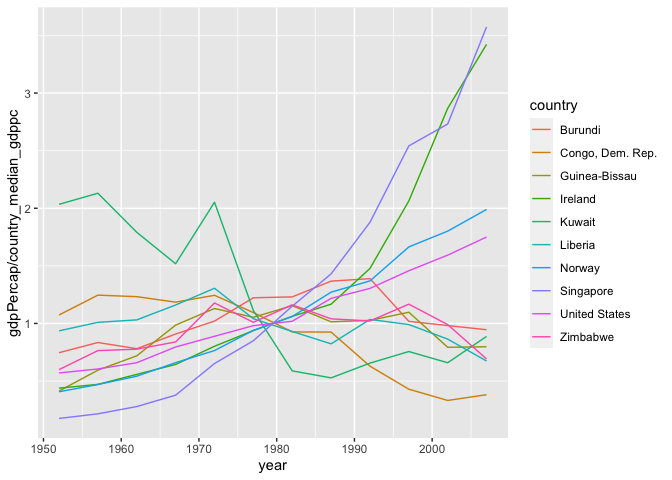 gdpPercap/country_median_gdppc
3
2
1
1950 1960 1970 1980 1990 2000
year
country
Burundi
Congo, Dem. Rep.
Guinea-Bissau
Ireland
Kuwait
Liberia
Norway
Singapore
United States
Zimbabwe